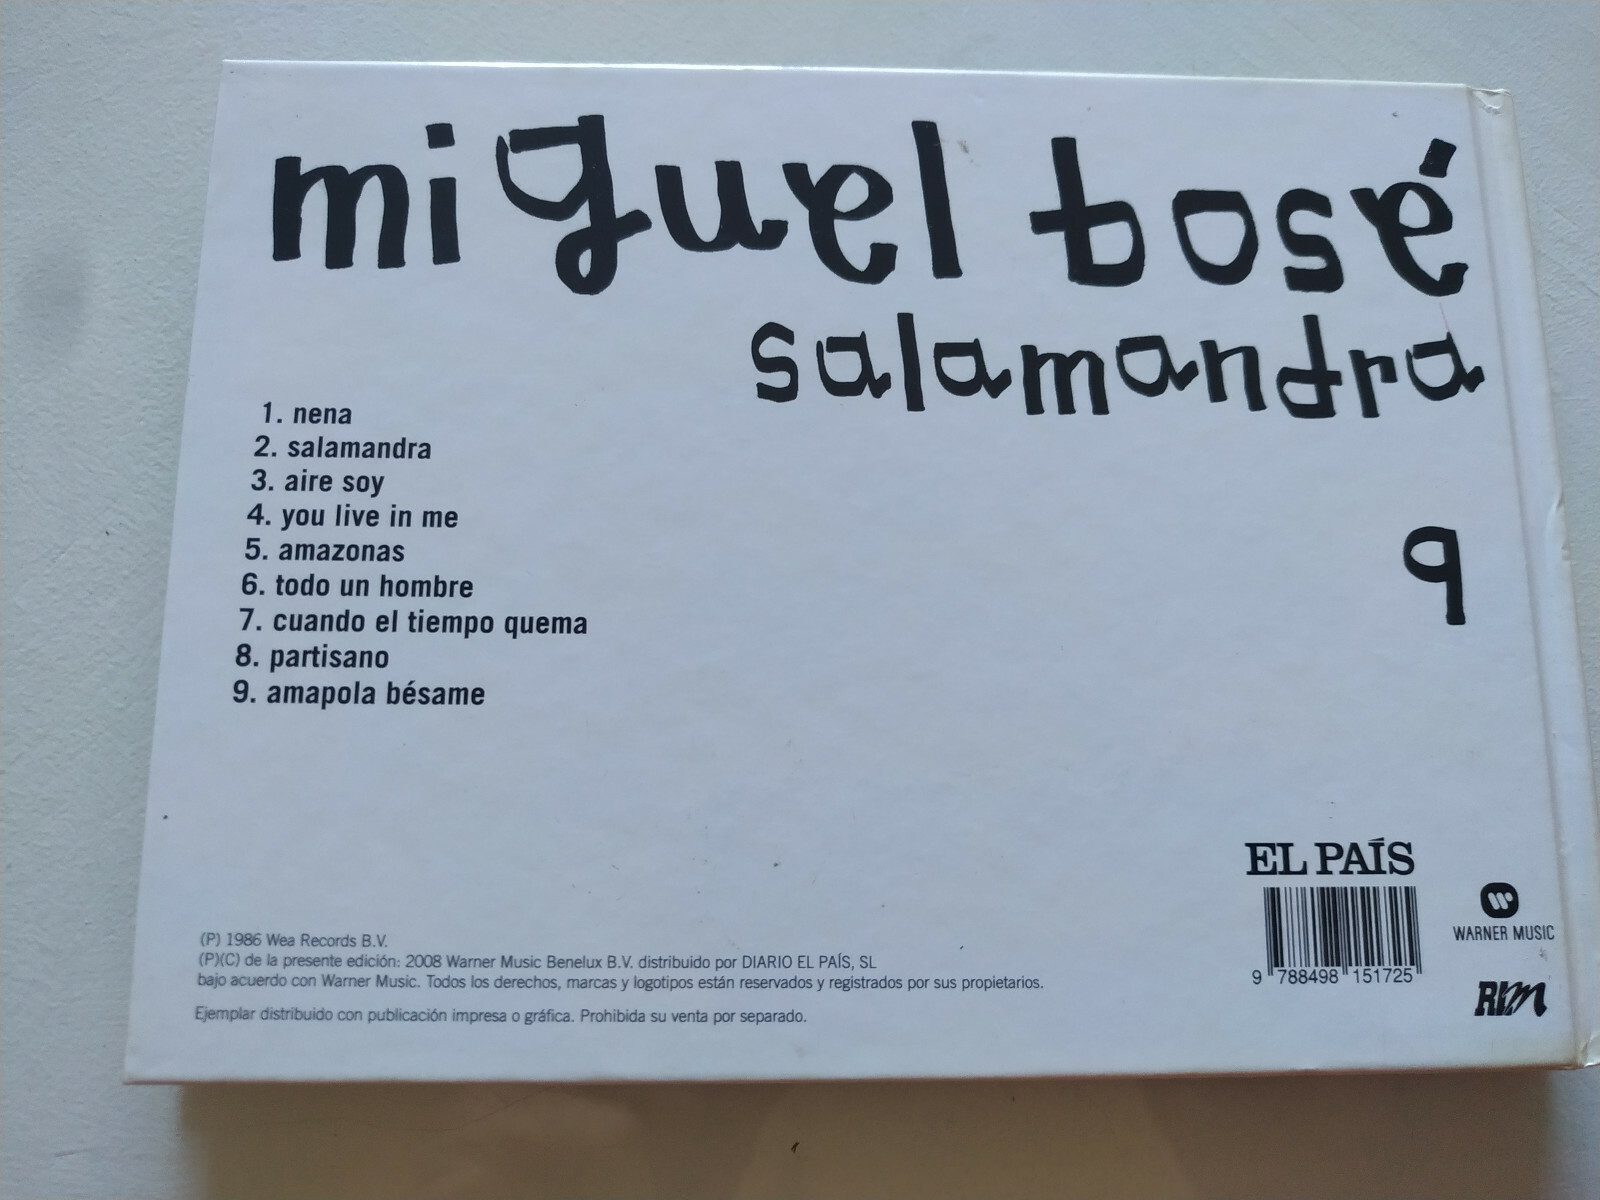 miguel bosé
salamandra
1. nena
2. salamandra
3. aire soy
4. you live in me
5. amazonas
6. todo un hombre
7. cuando el tiempo quema
8. partisano
9. amapola bésame
9
EL PAÍS
9 788498 151725
WARNER MUSIC
RLM
(P) 1986 Wea Records B.V.
(P)(C) de la presente edición: 2008 Warner Music Benelux B.V. distribuido por DIARIO EL PAÍS, SL
bajo acuerdo con Warner Music. Todos los derechos, marcas y logotipos están reservados y registrados por sus propietarios.
Ejemplar distribuido con publicación impresa o gráfica. Prohibida su venta por separado.